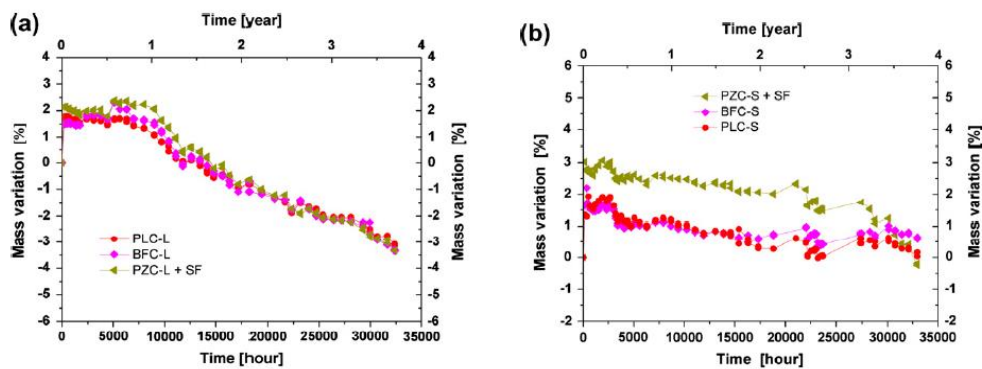 (a)
Time [year]
0 1 2 3 4
4 4
3 3
2 2
1 1
0 0
-1 -1
-2 -2
-3 -3
-4 -4
-5 -5
-6 -6
Mass variation [%]
Mass variation [%]
PLC-L
BFC-L
PZC-L + SF
0 5000 10000 15000 20000 25000 30000 35000
Time [hour]
(b)
Time [year]
0 1 2 3 4
6 6
5 5
4 4
3 3
2 2
1 1
0 0
-1 -1
-2 -2
Mass variation [%]
Mass variation [%]
PZC-S + SF
BFC-S
PLC-S
0 5000 10000 15000 20000 25000 30000 35000
Time [hour]